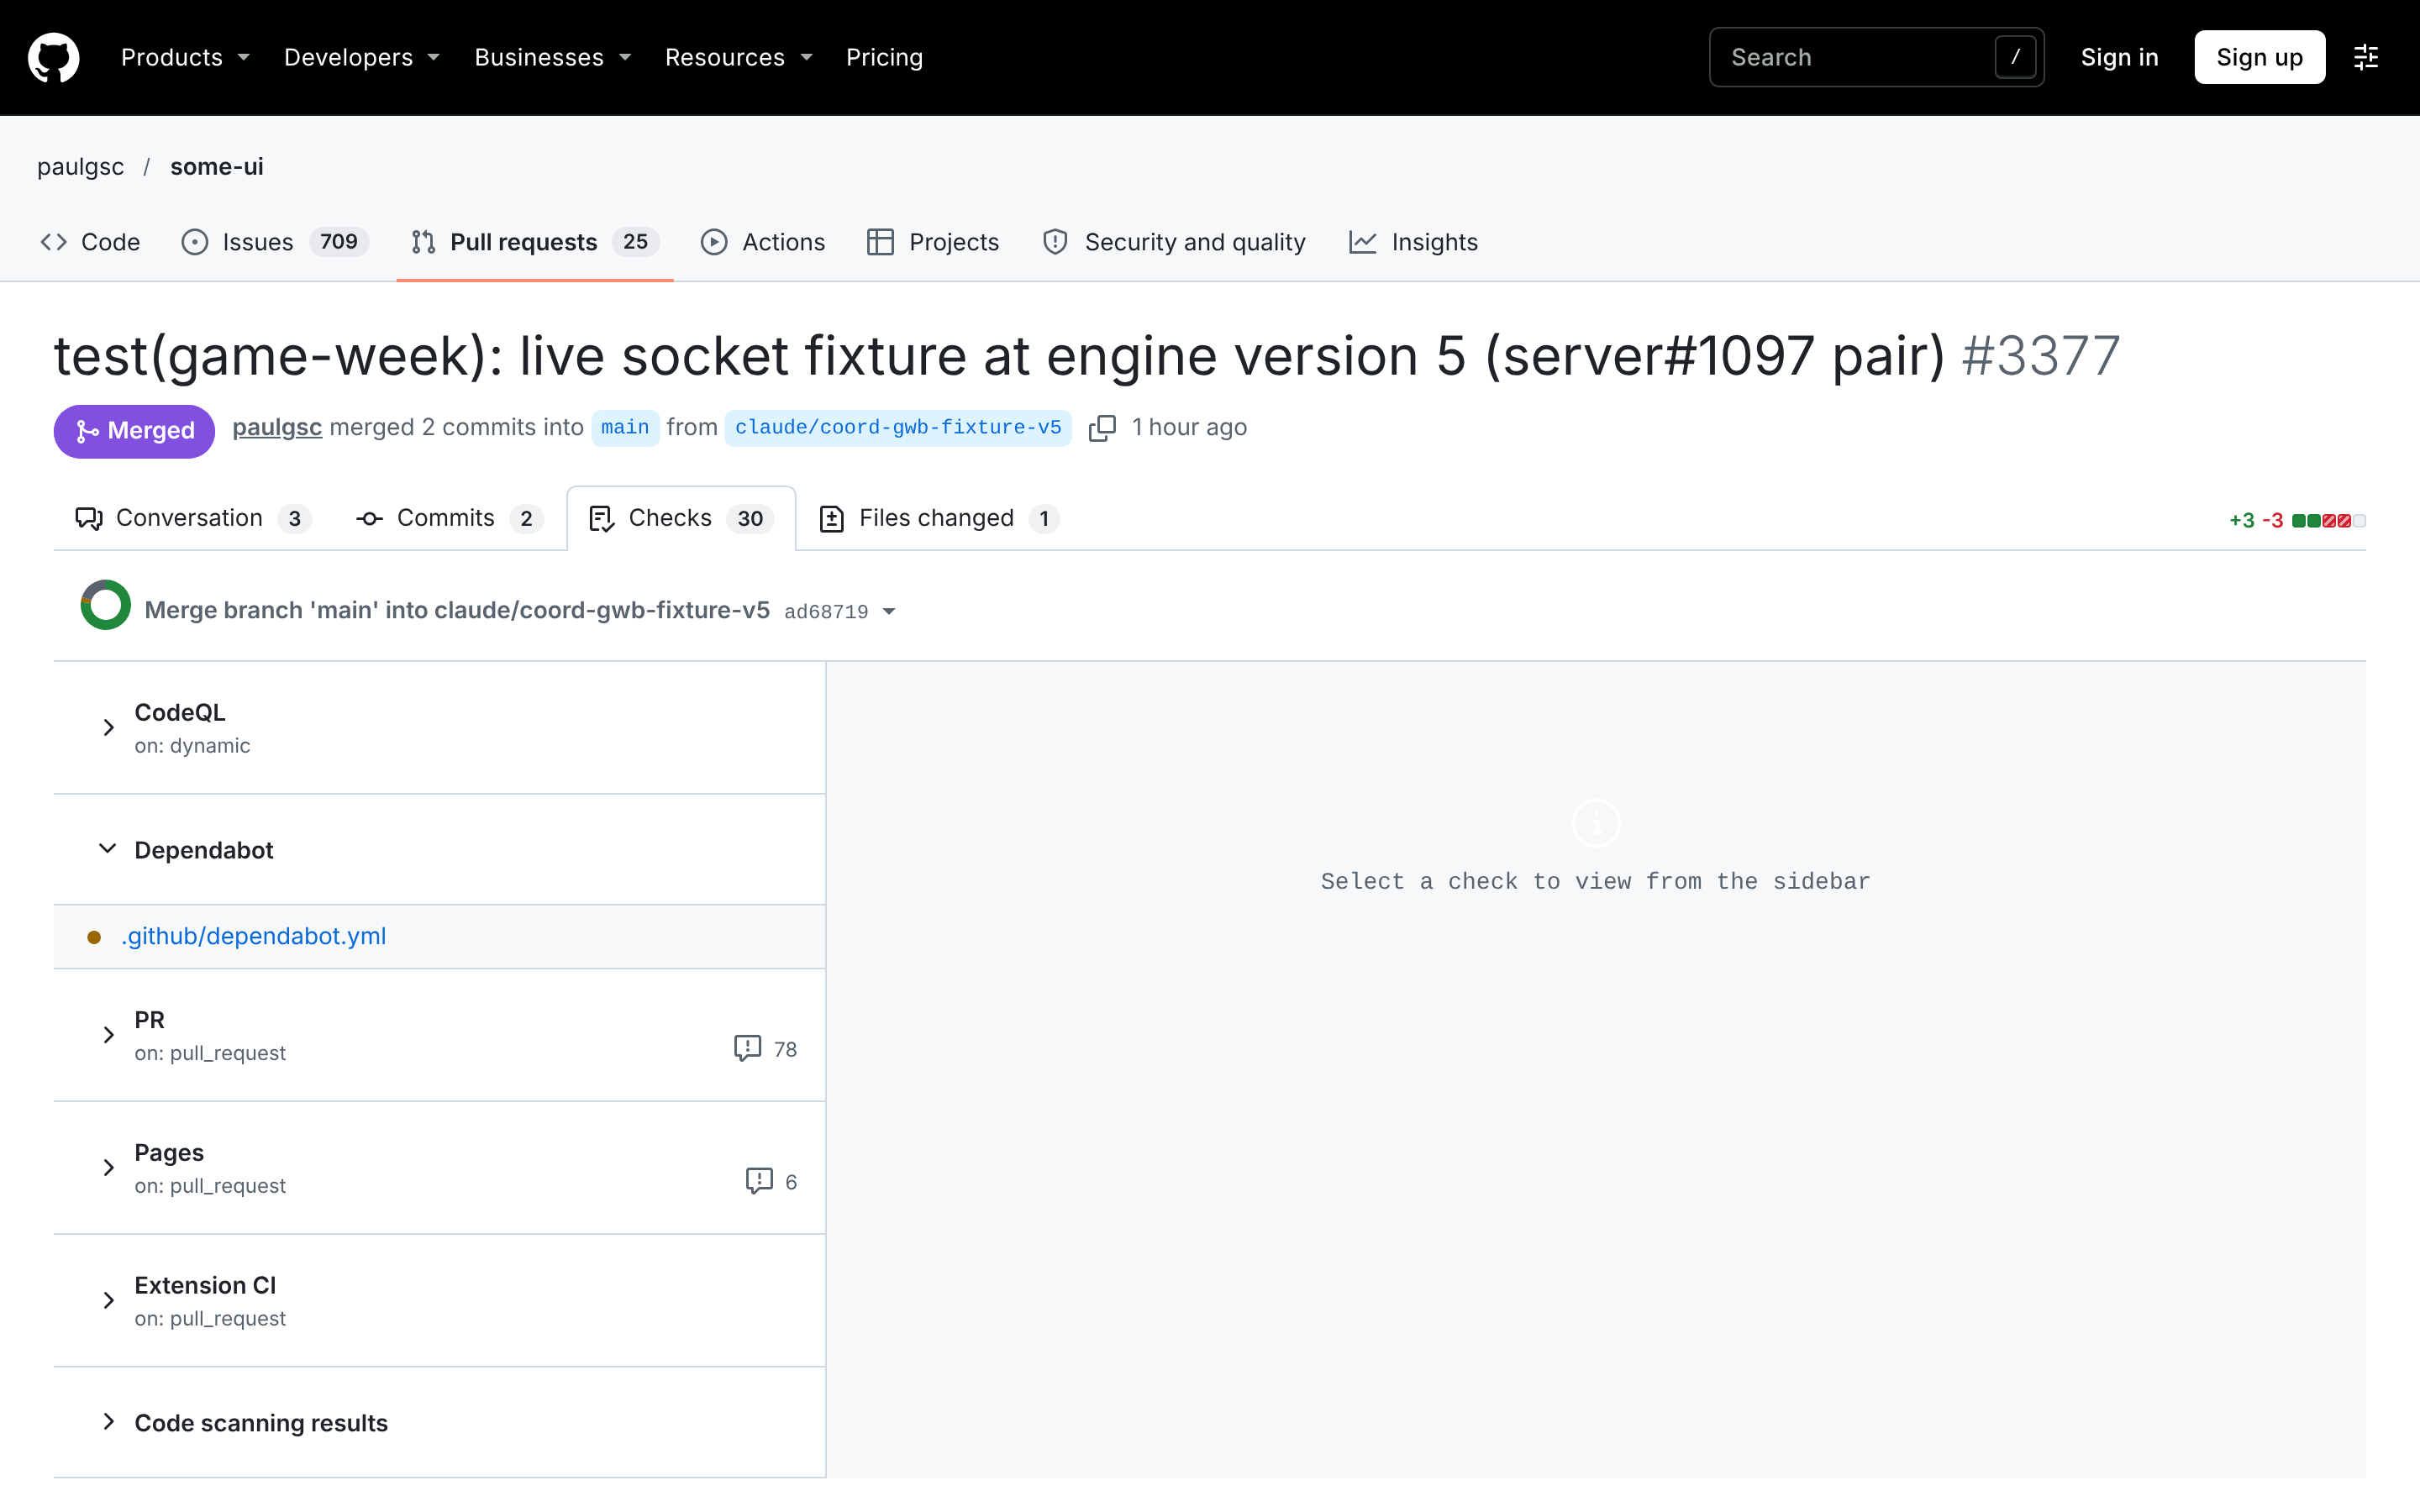 Products Developers Businesses Resources Pricing Search / Sign in Sign up
paulgsc / some-ui
Code Issues 709 Pull requests 25 Actions Projects Security and quality Insights
test(game-week): live socket fixture at engine version 5 (server#1097 pair) #3377
Merged paulgsc merged 2 commits into main from claude/coord-gwb-fixture-v5 1 hour ago
Conversation 3 Commits 2 Checks 30 Files changed 1 +3 -3
Merge branch 'main' into claude/coord-gwb-fixture-v5 ad68719
CodeQL
on: dynamic
Dependabot
.github/dependabot.yml
PR
on: pull_request
78
Pages
on: pull_request
6
Extension CI
on: pull_request
Code scanning results
Select a check to view from the sidebar